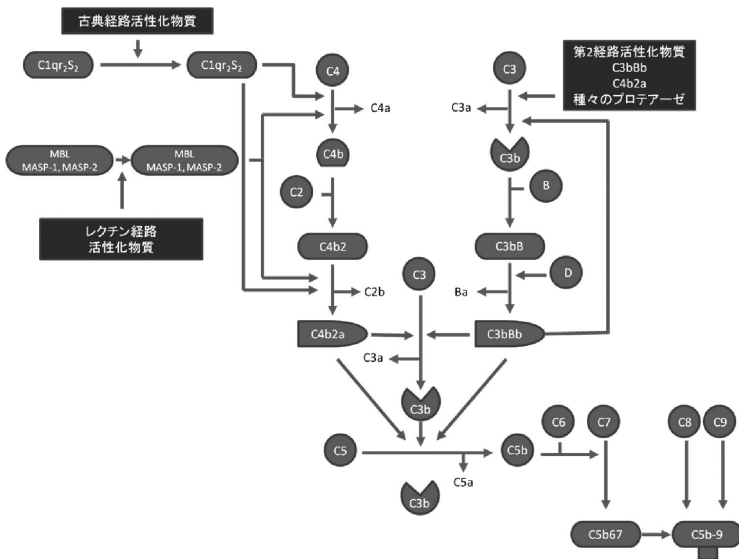 古典経路活性化物質
C1qr₂S₂
C1qr₂S₂
C4
C3
第2経路活性化物質
C3bBb
C4b2a
種々のプロテアーゼ
C4a
C3a
MBL
MASP-1, MASP-2
MBL
MASP-1, MASP-2
C4b
C3b
C2
B
レクチン経路
活性化物質
C4b2
C3bB
C3
D
C2b
Ba
C4b2a
C3bBb
C3a
C3b
C5
C5b
C6
C7
C8
C9
C5a
C3b
C5b67
C5b-9